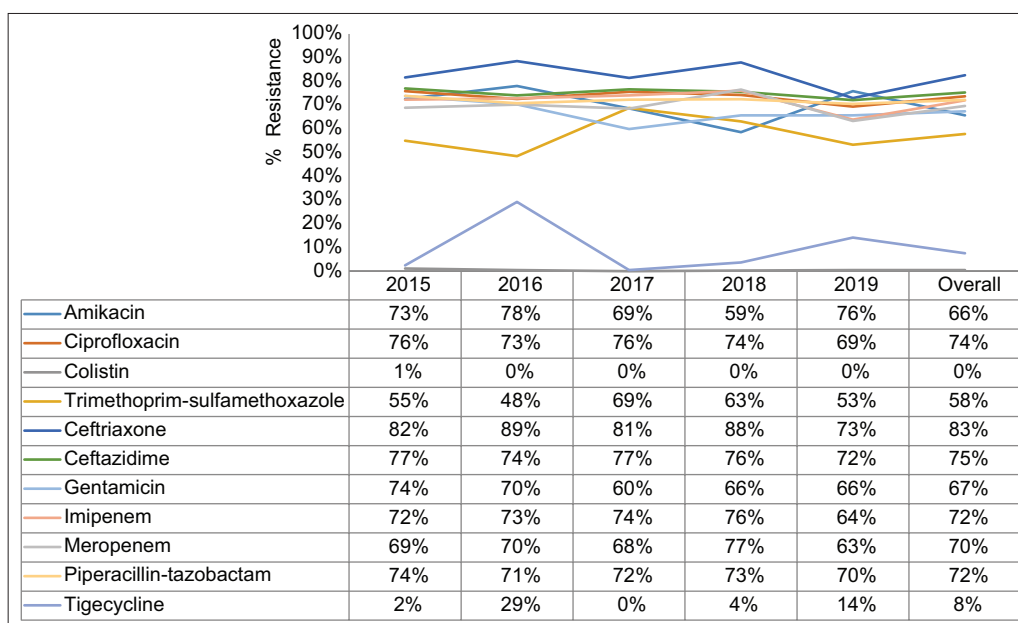 100%
90%
80%
70%
60%
50%
40%
30%
20%
10%
0%
% Resistance
2015 2016 2017 2018 2019 Overall
Amikacin 73% 78% 69% 59% 76% 66%
Ciprofloxacin 76% 73% 76% 74% 69% 74%
Colistin 1% 0% 0% 0% 0% 0%
Trimethoprim-sulfamethoxazole 55% 48% 69% 63% 53% 58%
Ceftriaxone 82% 89% 81% 88% 73% 83%
Ceftazidime 77% 74% 77% 76% 72% 75%
Gentamicin 74% 70% 60% 66% 66% 67%
Imipenem 72% 73% 74% 76% 64% 72%
Meropenem 69% 70% 68% 77% 63% 70%
Piperacillin-tazobactam 74% 71% 72% 73% 70% 72%
Tigecycline 2% 29% 0% 4% 14% 8%